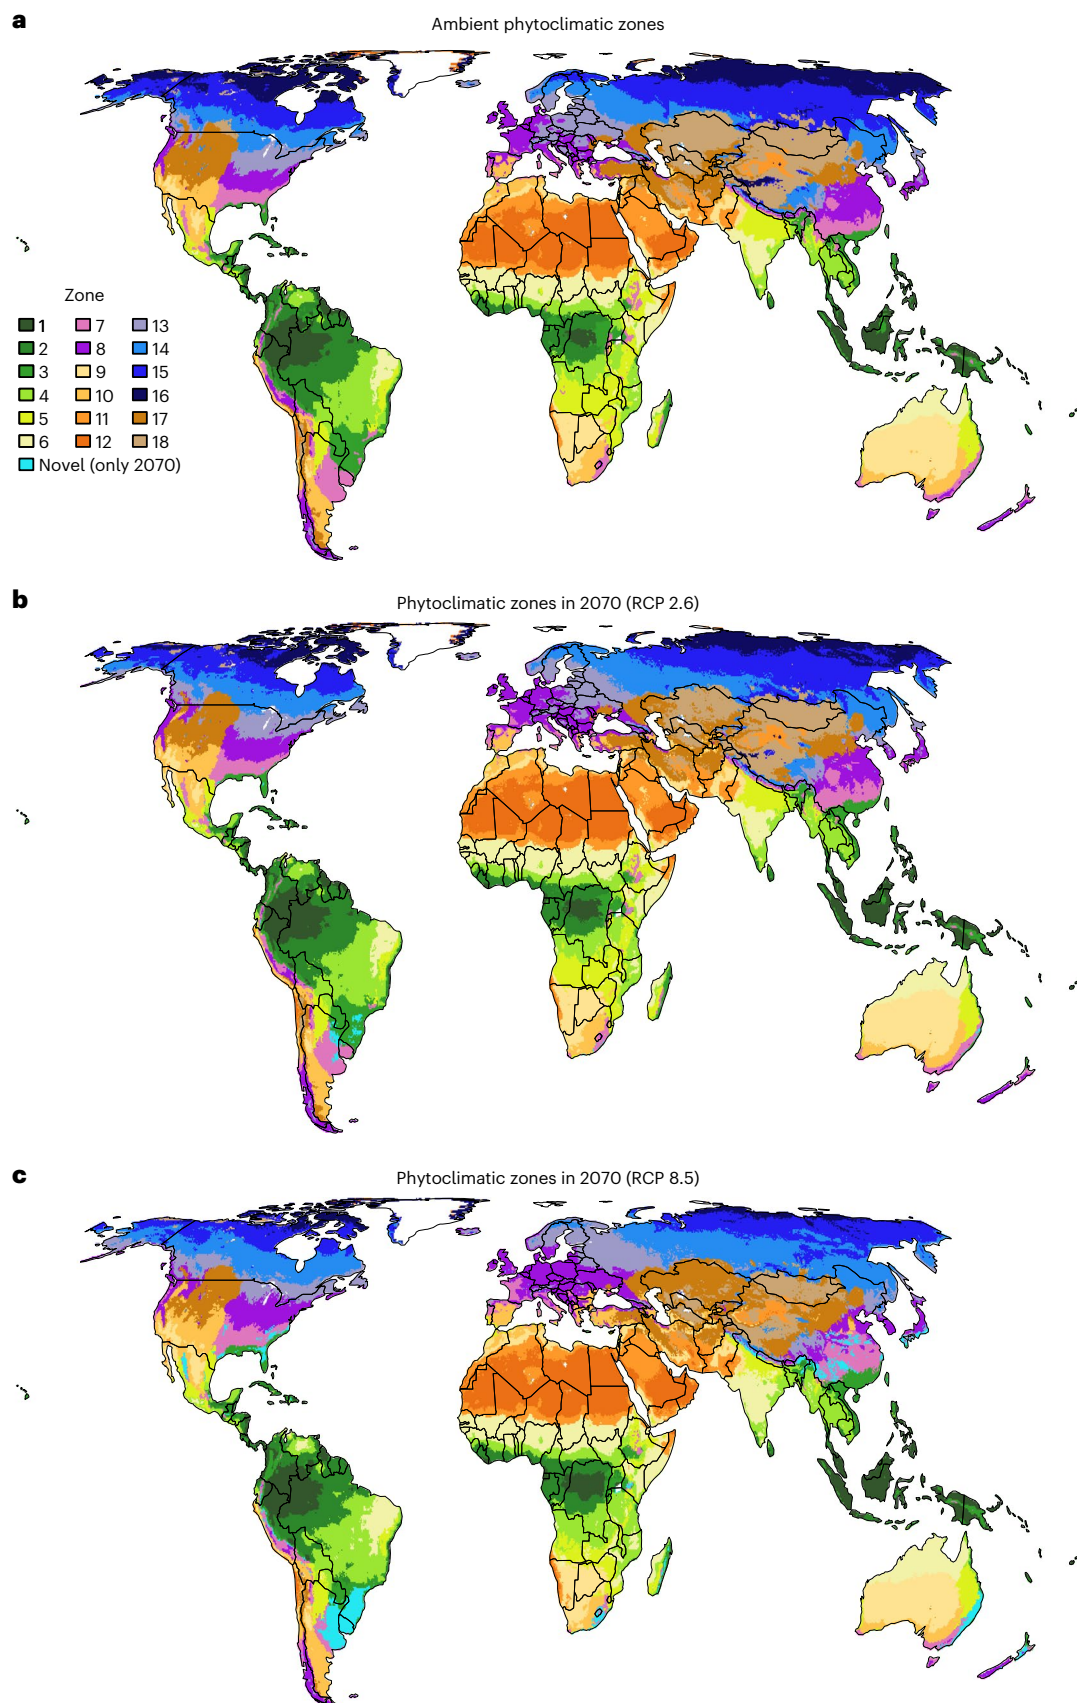 a
Ambient phytoclimatic zones
Zone
1 7 13
2 8 14
3 9 15
4 10 16
5 11 17
6 12 18
Novel (only 2070)
b
Phytoclimatic zones in 2070 (RCP 2.6)
c
Phytoclimatic zones in 2070 (RCP 8.5)